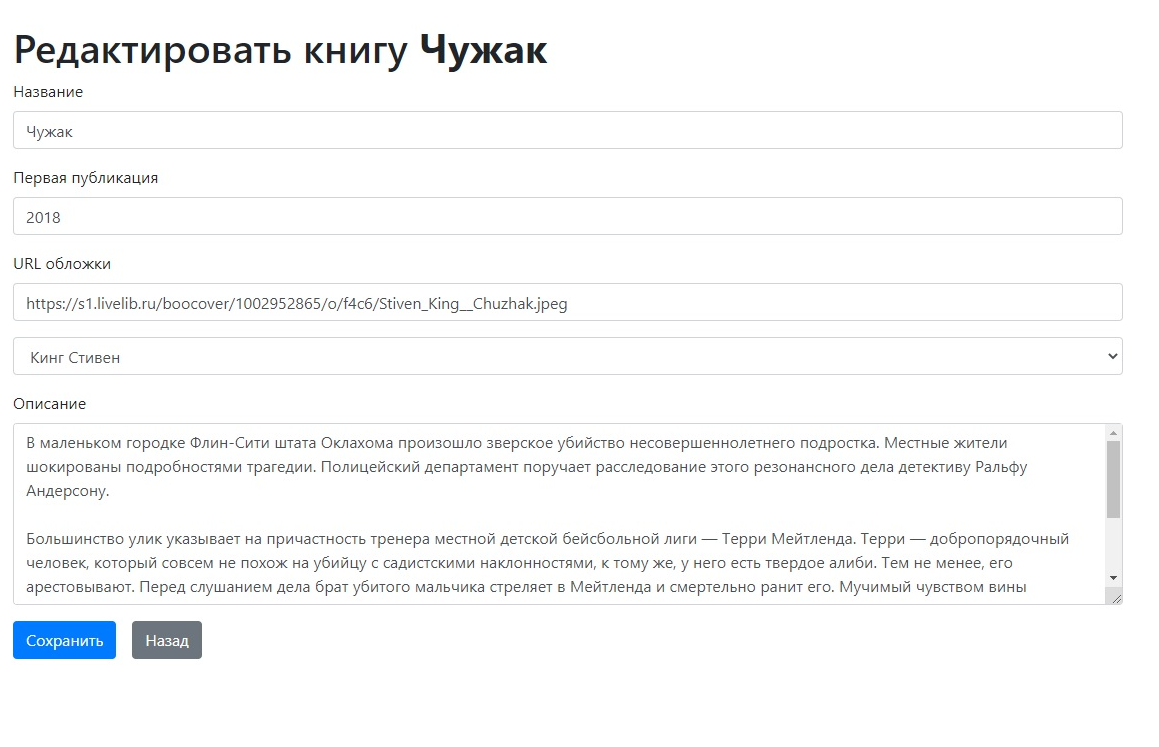 Редактировать книгу Чужак
Название
Чужак
Первая публикация
2018
URL обложки
https://s1.livelib.ru/boocover/1002952865/o/f4c6/Stiven_King__Chuzhak.jpeg
Кинг Стивен
Описание
В маленьком городке Флин-Сити штата Оклахома произошло зверское убийство несовершеннолетнего подростка. Местные жители
шокированы подробностями трагедии. Полицейский департамент поручает расследование этого резонансного дела детективу Ральфу
Андерсону.
Большинство улик указывает на причастность тренера местной детской бейсбольной лиги — Терри Мейтленда. Терри — добропорядочный
человек, который совсем не похож на убийцу с садистскими наклонностями, к тому же, у него есть твердое алиби. Тем не менее, его
арестовывают. Перед слушанием дела брат убитого мальчика стреляет в Мейтленда и смертельно ранит его. Мучимый чувством вины
Сохранить
Назад